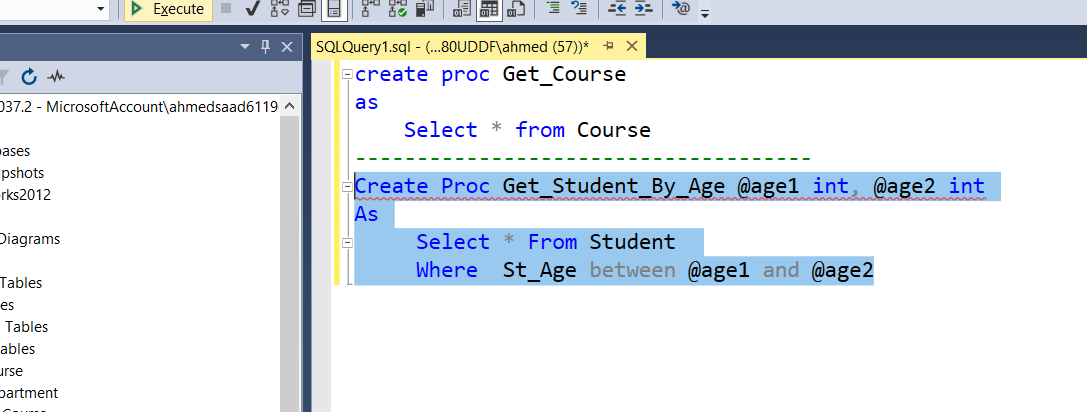 Execute
SQLQuery1.sql - (...80UDDF\ahmed (57))*
037.2 - MicrosoftAccount\ahmedsaad6119
bases
pshots
rks2012
Diagrams
Tables
es
Tables
ables
urse
partment
create proc Get_Course
as
Select * from Course
-------------------------------------
Create Proc Get_Student_By_Age @age1 int, @age2 int
As
Select * From Student
Where St_Age between @age1 and @age2